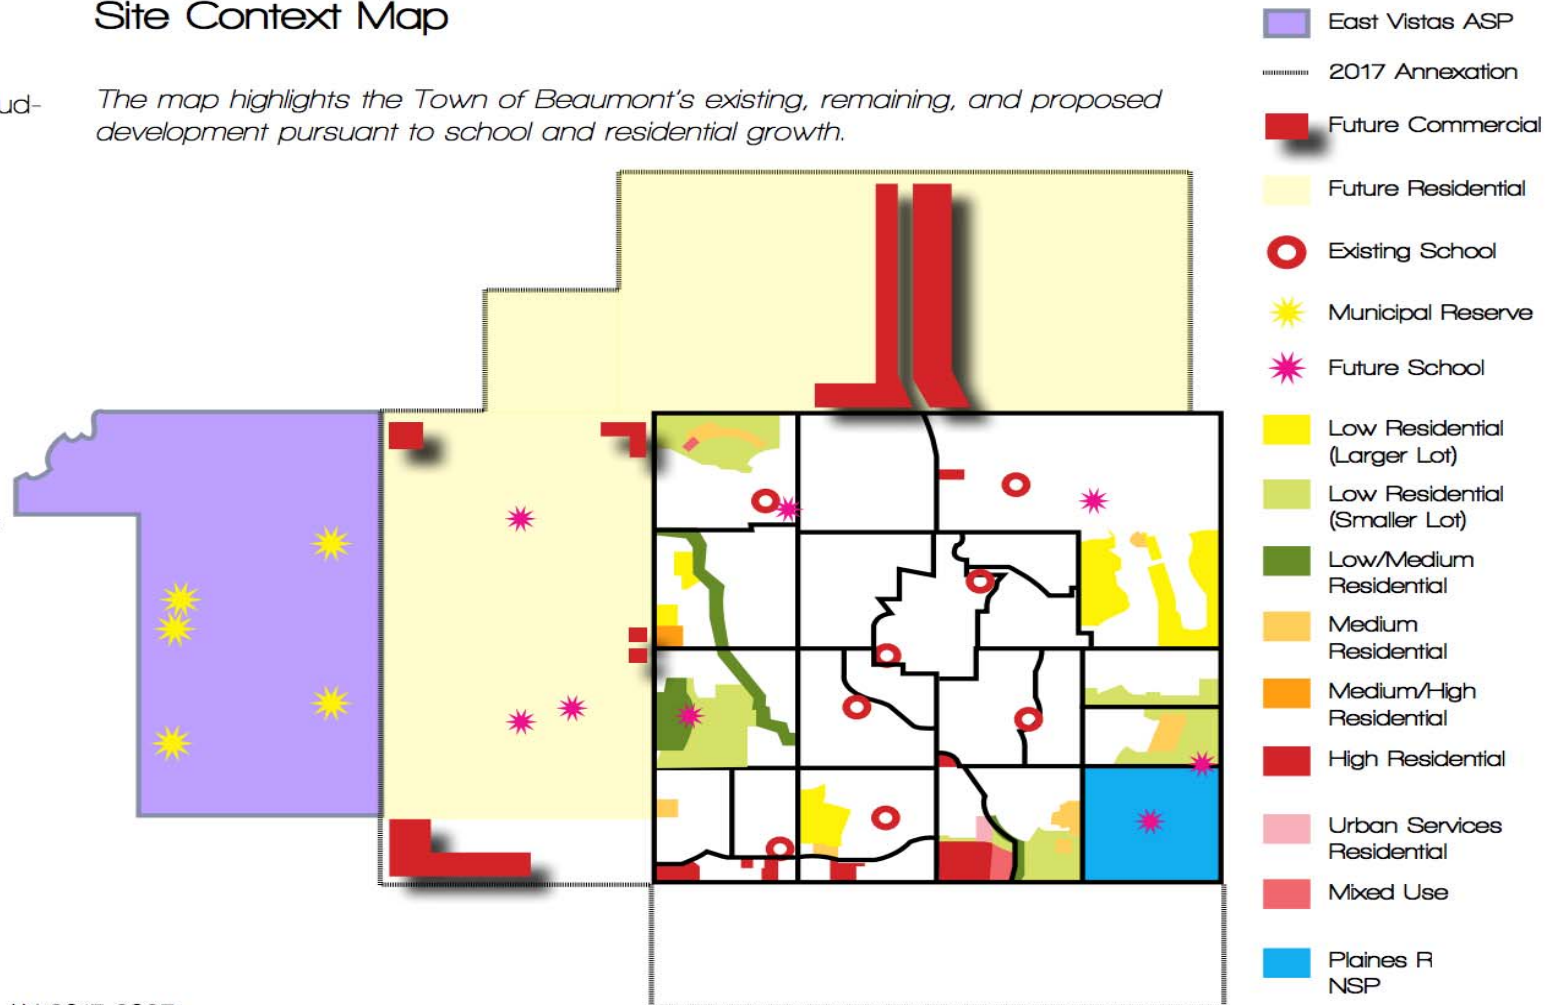 Site Context Map
ud-
The map highlights the Town of Beaumont's existing, remaining, and proposed
development pursuant to school and residential growth.
East Vistas ASP
2017 Annexation
Future Commercial
Future Residential
Existing School
Municipal Reserve
Future School
Low Residential
(Larger Lot)
Low Residential
(Smaller Lot)
Low/Medium
Residential
Medium
Residential
Medium/High
Residential
High Residential
Urban Services
Residential
Mixed Use
Plaines R
NSP